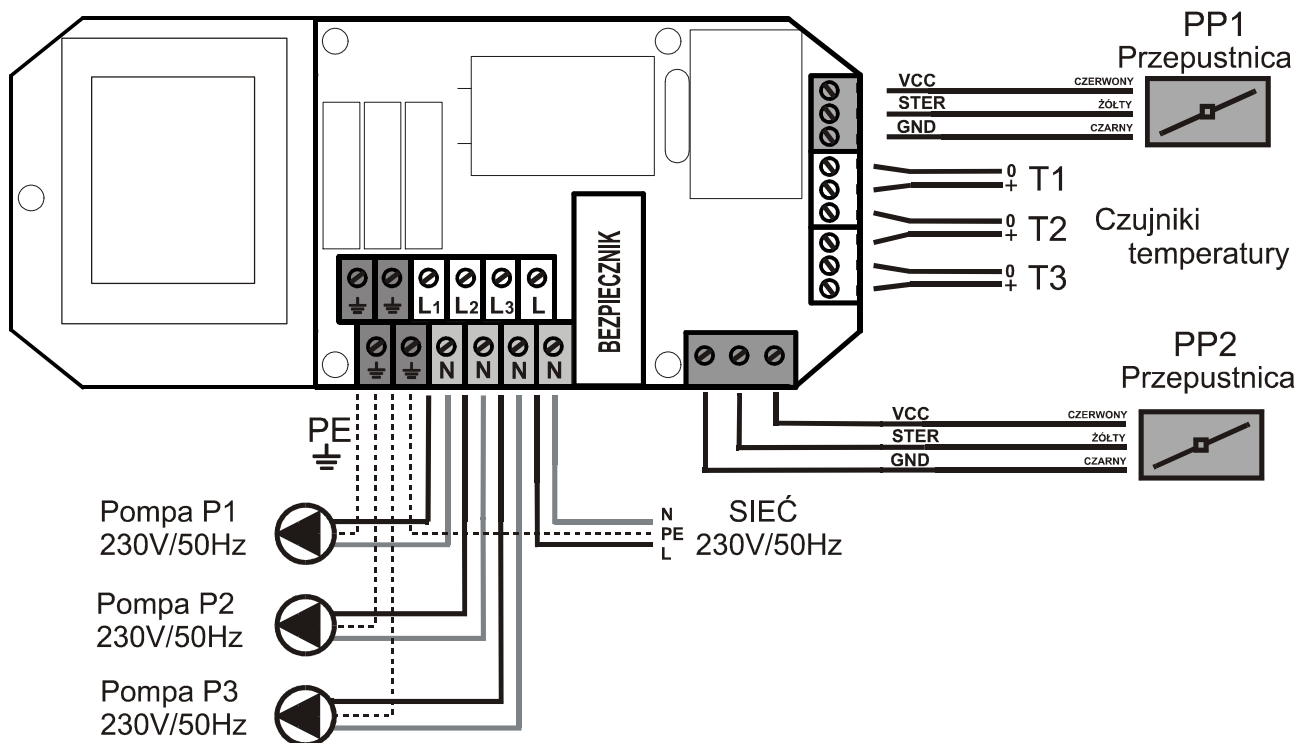 PP1
Przepustnica
VCC CZERWONY
STER ŻÓŁTY
GND CZARNY
0
+ T1
0
+ T2
Czujniki
temperatury
0
+ T3
L1 L2 L3 L
BEZPIECZNIK
N N N N
PP2
Przepustnica
VCC CZERWONY
STER ŻÓŁTY
GND CZARNY
PE
Pompa P1
230V/50Hz
N
PE
L
SIEĆ
230V/50Hz
Pompa P2
230V/50Hz
Pompa P3
230V/50Hz